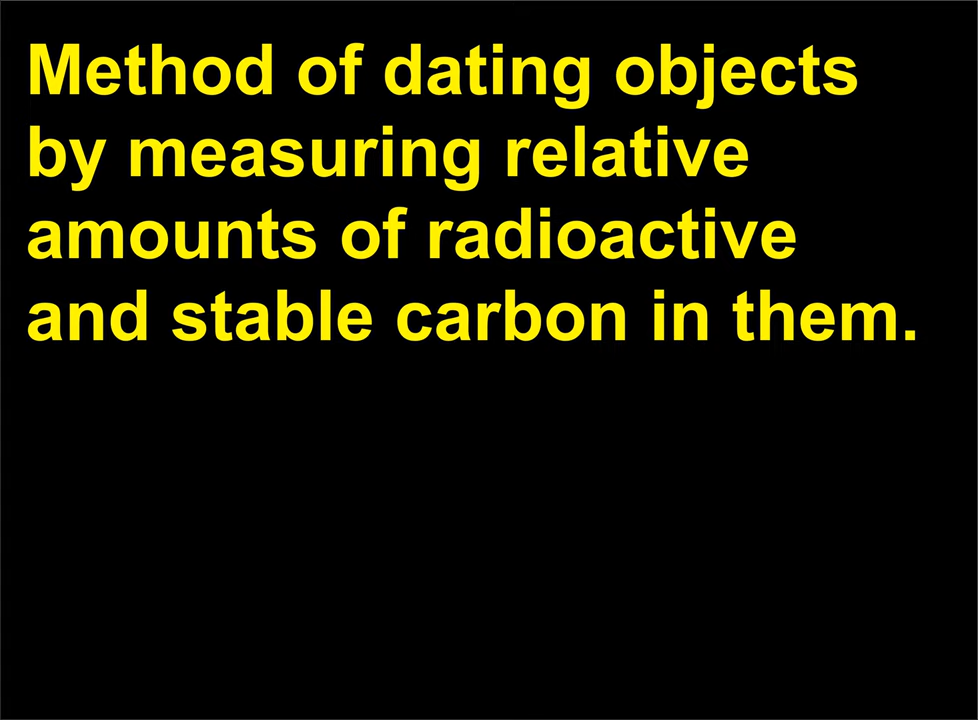 Method of dating objects
by measuring relative
amounts of radioactive
and stable carbon in them.